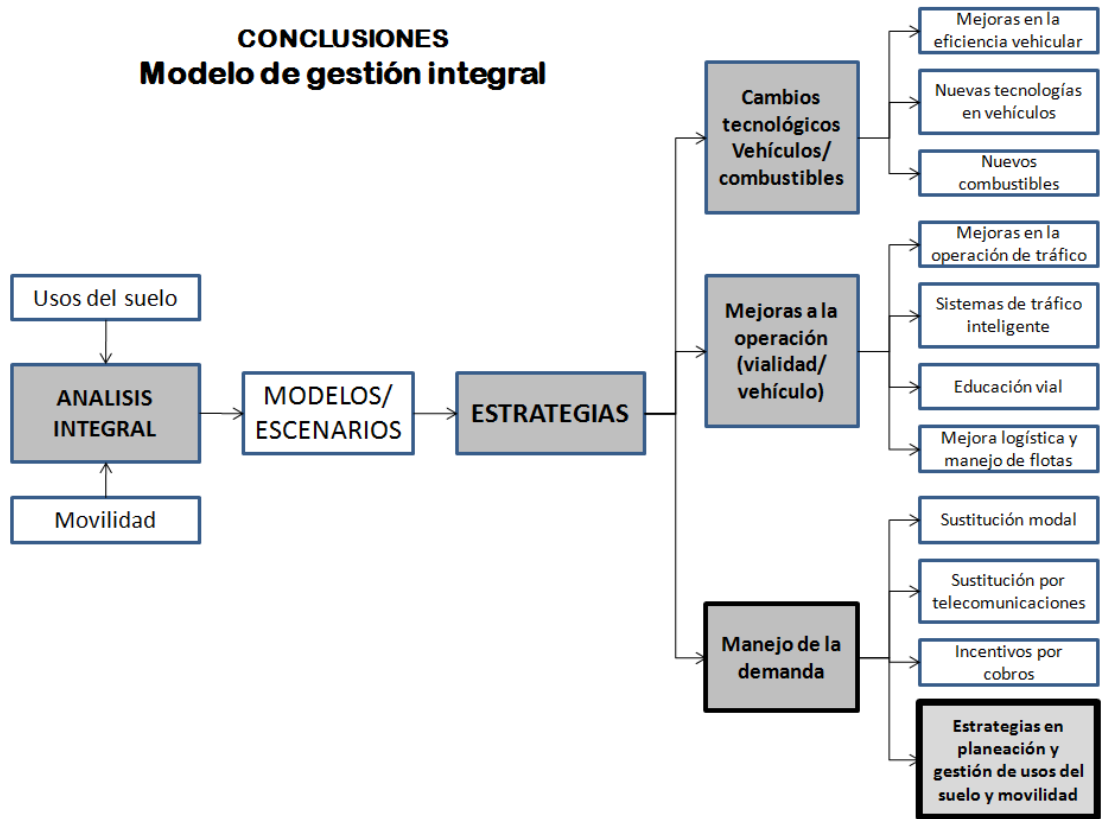 CONCLUSIONES
Modelo de gestión integral
Usos del suelo
ANALISIS
INTEGRAL
Movilidad
MODELOS/
ESCENARIOS
ESTRATEGIAS
Cambios
tecnológicos
Vehículos/
combustibles
Mejoras en la
eficiencia vehicular
Nuevas tecnologías
en vehículos
Nuevos
combustibles
Mejoras a la
operación
(vialidad/
vehículo)
Mejoras en la
operación de tráfico
Sistemas de tráfico
inteligente
Educación vial
Mejora logística y
manejo de flotas
Manejo de la
demanda
Sustitución modal
Sustitución por
telecomunicaciones
Incentivos por
cobros
Estrategias en
planeación y
gestión de usos del
suelo y movilidad